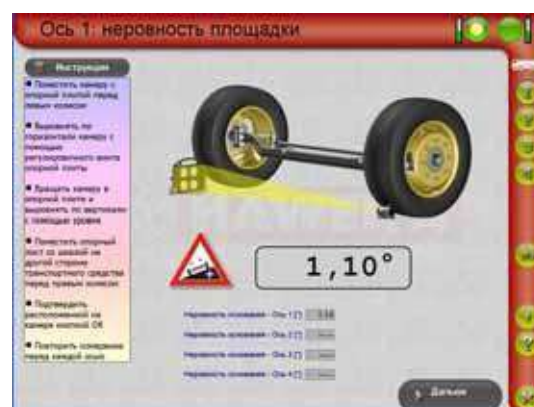 Ось 1: неровность площадки
Инструкция
Поместить камеру с
опорной плитой перед
левым колесом
Выровнять по
горизонтали камеру с
помощью
регулировочного винта
опорной плиты
Вращать камеру в
опорной плите и
выровнять по вертикали
с помощью уровня
Поместить опорный
лист со шкалой на
другой стороне
транспортного средства
перед правым колесом
Подтвердить
расположенной на
камере кнопкой OK
Повторить измерение
перед каждой осью
1,10°
Неровность основания - Ось 1 [°]
Неровность основания - Ось 2 [°] ----
Неровность основания - Ось 3 [°] ----
Неровность основания - Ось 4 [°] ----
Дальше